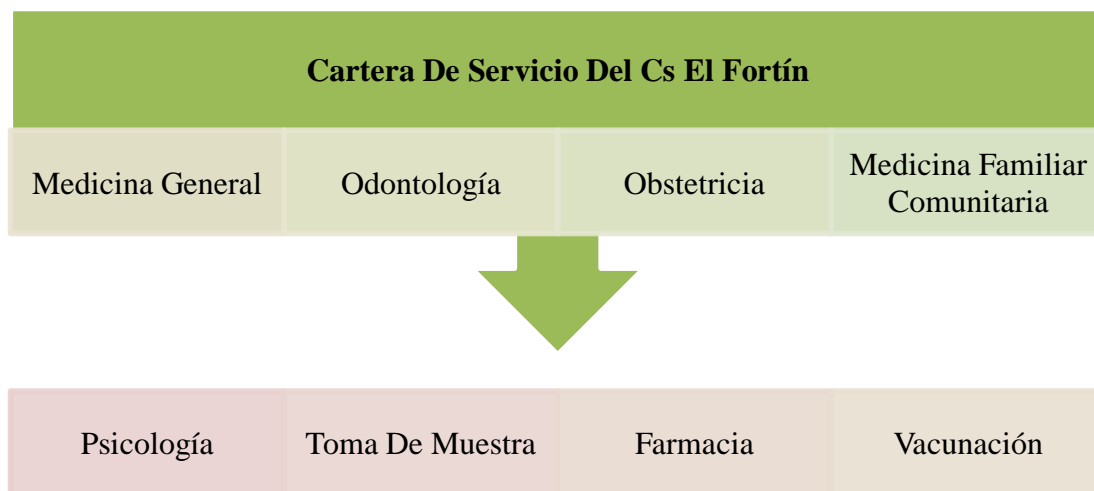 Cartera De Servicio Del Cs El Fortín
Medicina General
Odontología
Obstetricia
Medicina Familiar
Comunitaria
Psicología
Toma De Muestra
Farmacia
Vacunación